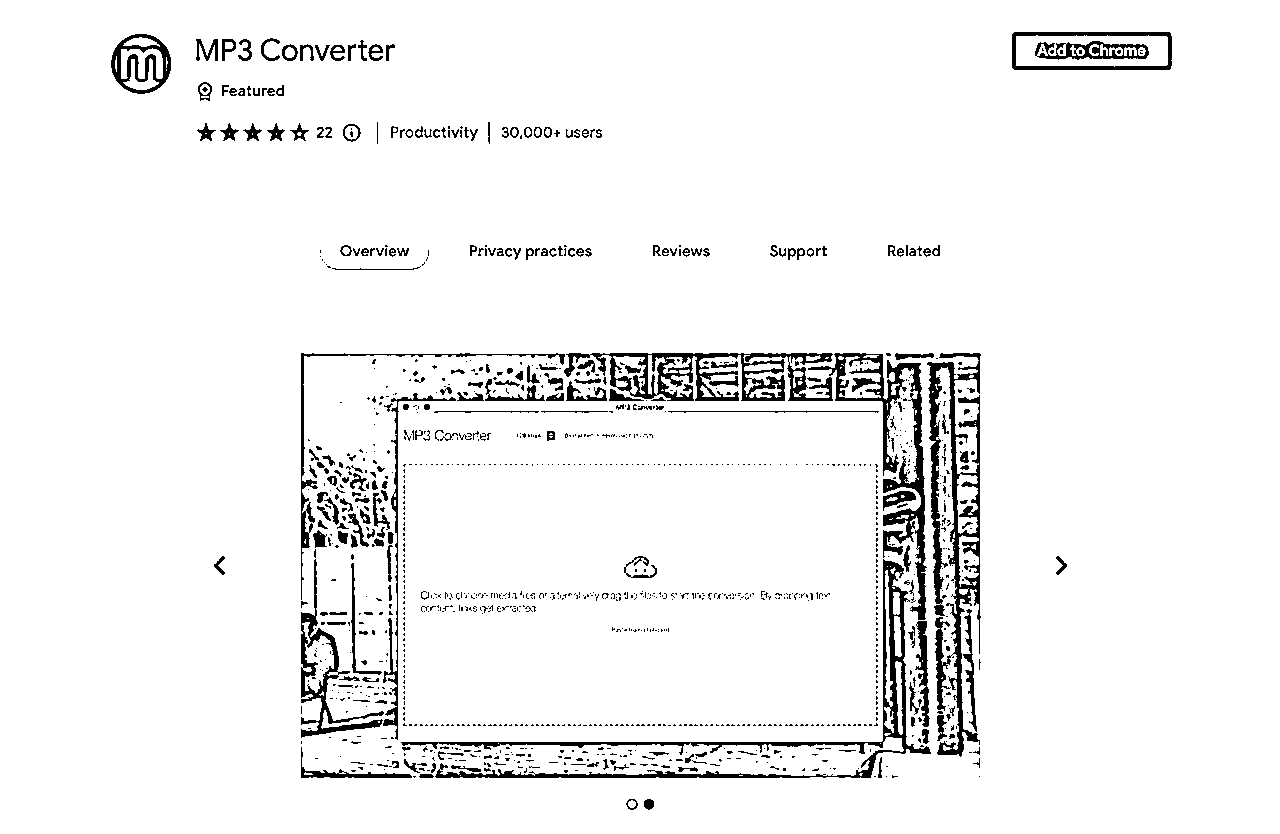 MP3 Converter
Add to Chrome
Featured
22
Productivity
30,000+ users
Overview
Privacy practices
Reviews
Support
Related
MP3 Converter
MP3 Converter
Click to choose media files or alternatively drag the files to start the conversion. By dropping text
content, links get extracted.